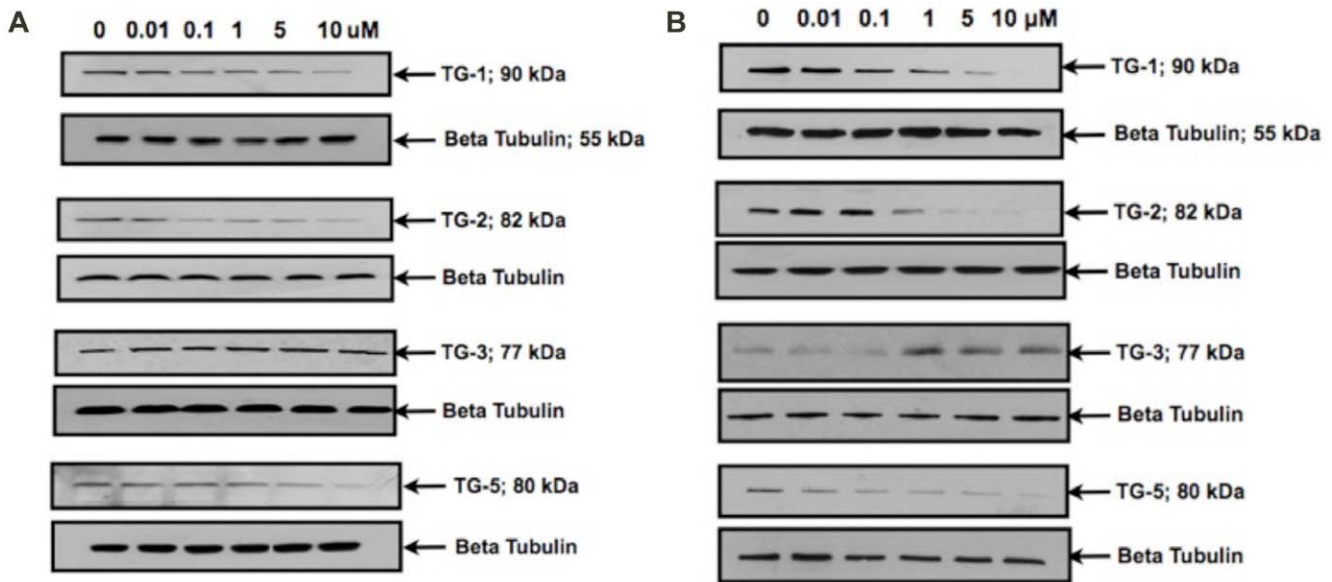 A
0 0.01 0.1 1 5 10 uM
TG-1; 90 kDa
Beta Tubulin; 55 kDa
TG-2; 82 kDa
Beta Tubulin
TG-3; 77 kDa
Beta Tubulin
TG-5; 80 kDa
Beta Tubulin
B
0 0.01 0.1 1 5 10 µM
TG-1; 90 kDa
Beta Tubulin; 55 kDa
TG-2; 82 kDa
Beta Tubulin
TG-3; 77 kDa
Beta Tubulin
TG-5; 80 kDa
Beta Tubulin